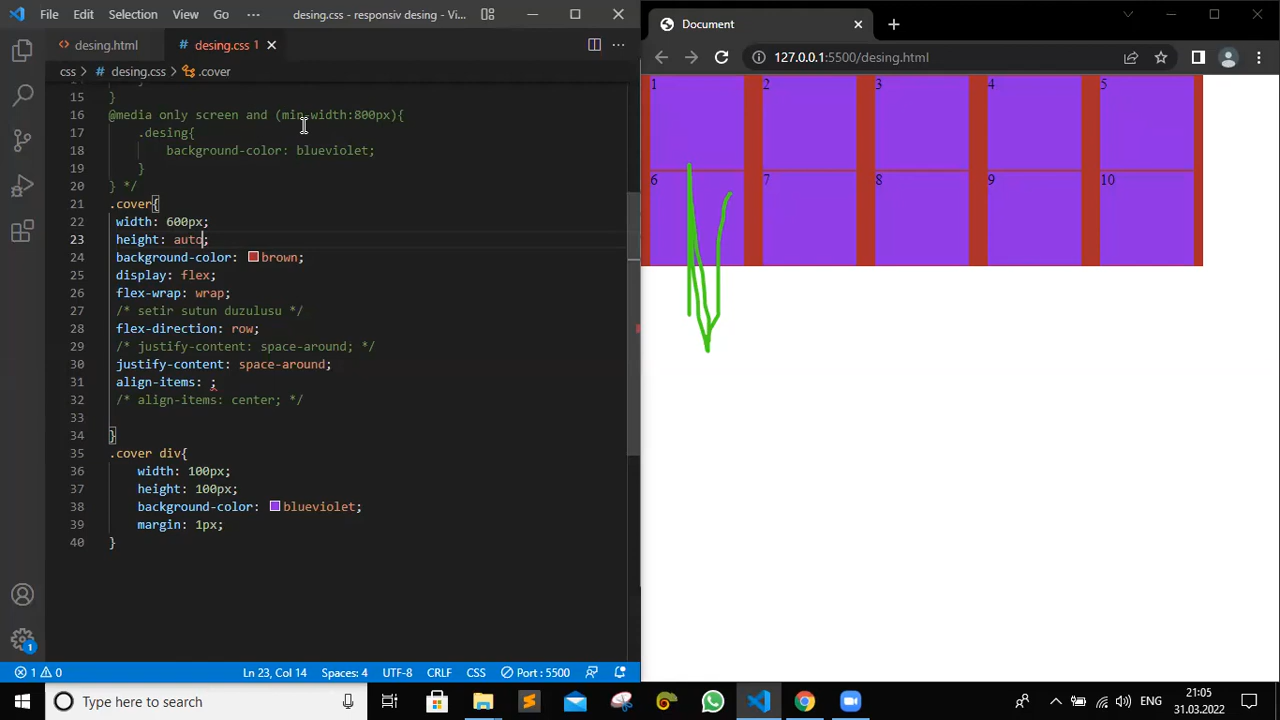 File Edit Selection View Go ··· desing.css - responsiv desing - Vi...
desing.html # desing.css 1
css > # desing.css > .cover
15 }
16 @media only screen and (min-width:800px){
17 .desing{
18 background-color: blueviolet;
19 }
20 } */
21 .cover{
22 width: 600px;
23 height: auto;
24 background-color: brown;
25 display: flex;
26 flex-wrap: wrap;
27 /* setir sutun duzulusu */
28 flex-direction: row;
29 /* justify-content: space-around; */
30 justify-content: space-around;
31 align-items: ;
32 /* align-items: center; */
33
34 }
35 .cover div{
36 width: 100px;
37 height: 100px;
38 background-color: blueviolet;
39 margin: 1px;
40 }
1 0 Ln 23, Col 14 Spaces: 4 UTF-8 CRLF CSS Port : 5500
1
Document
127.0.0.1:5500/desing.html
1 2 3 4 5
6 7 8 9 10
Type here to search
ENG
21:05
31.03.2022